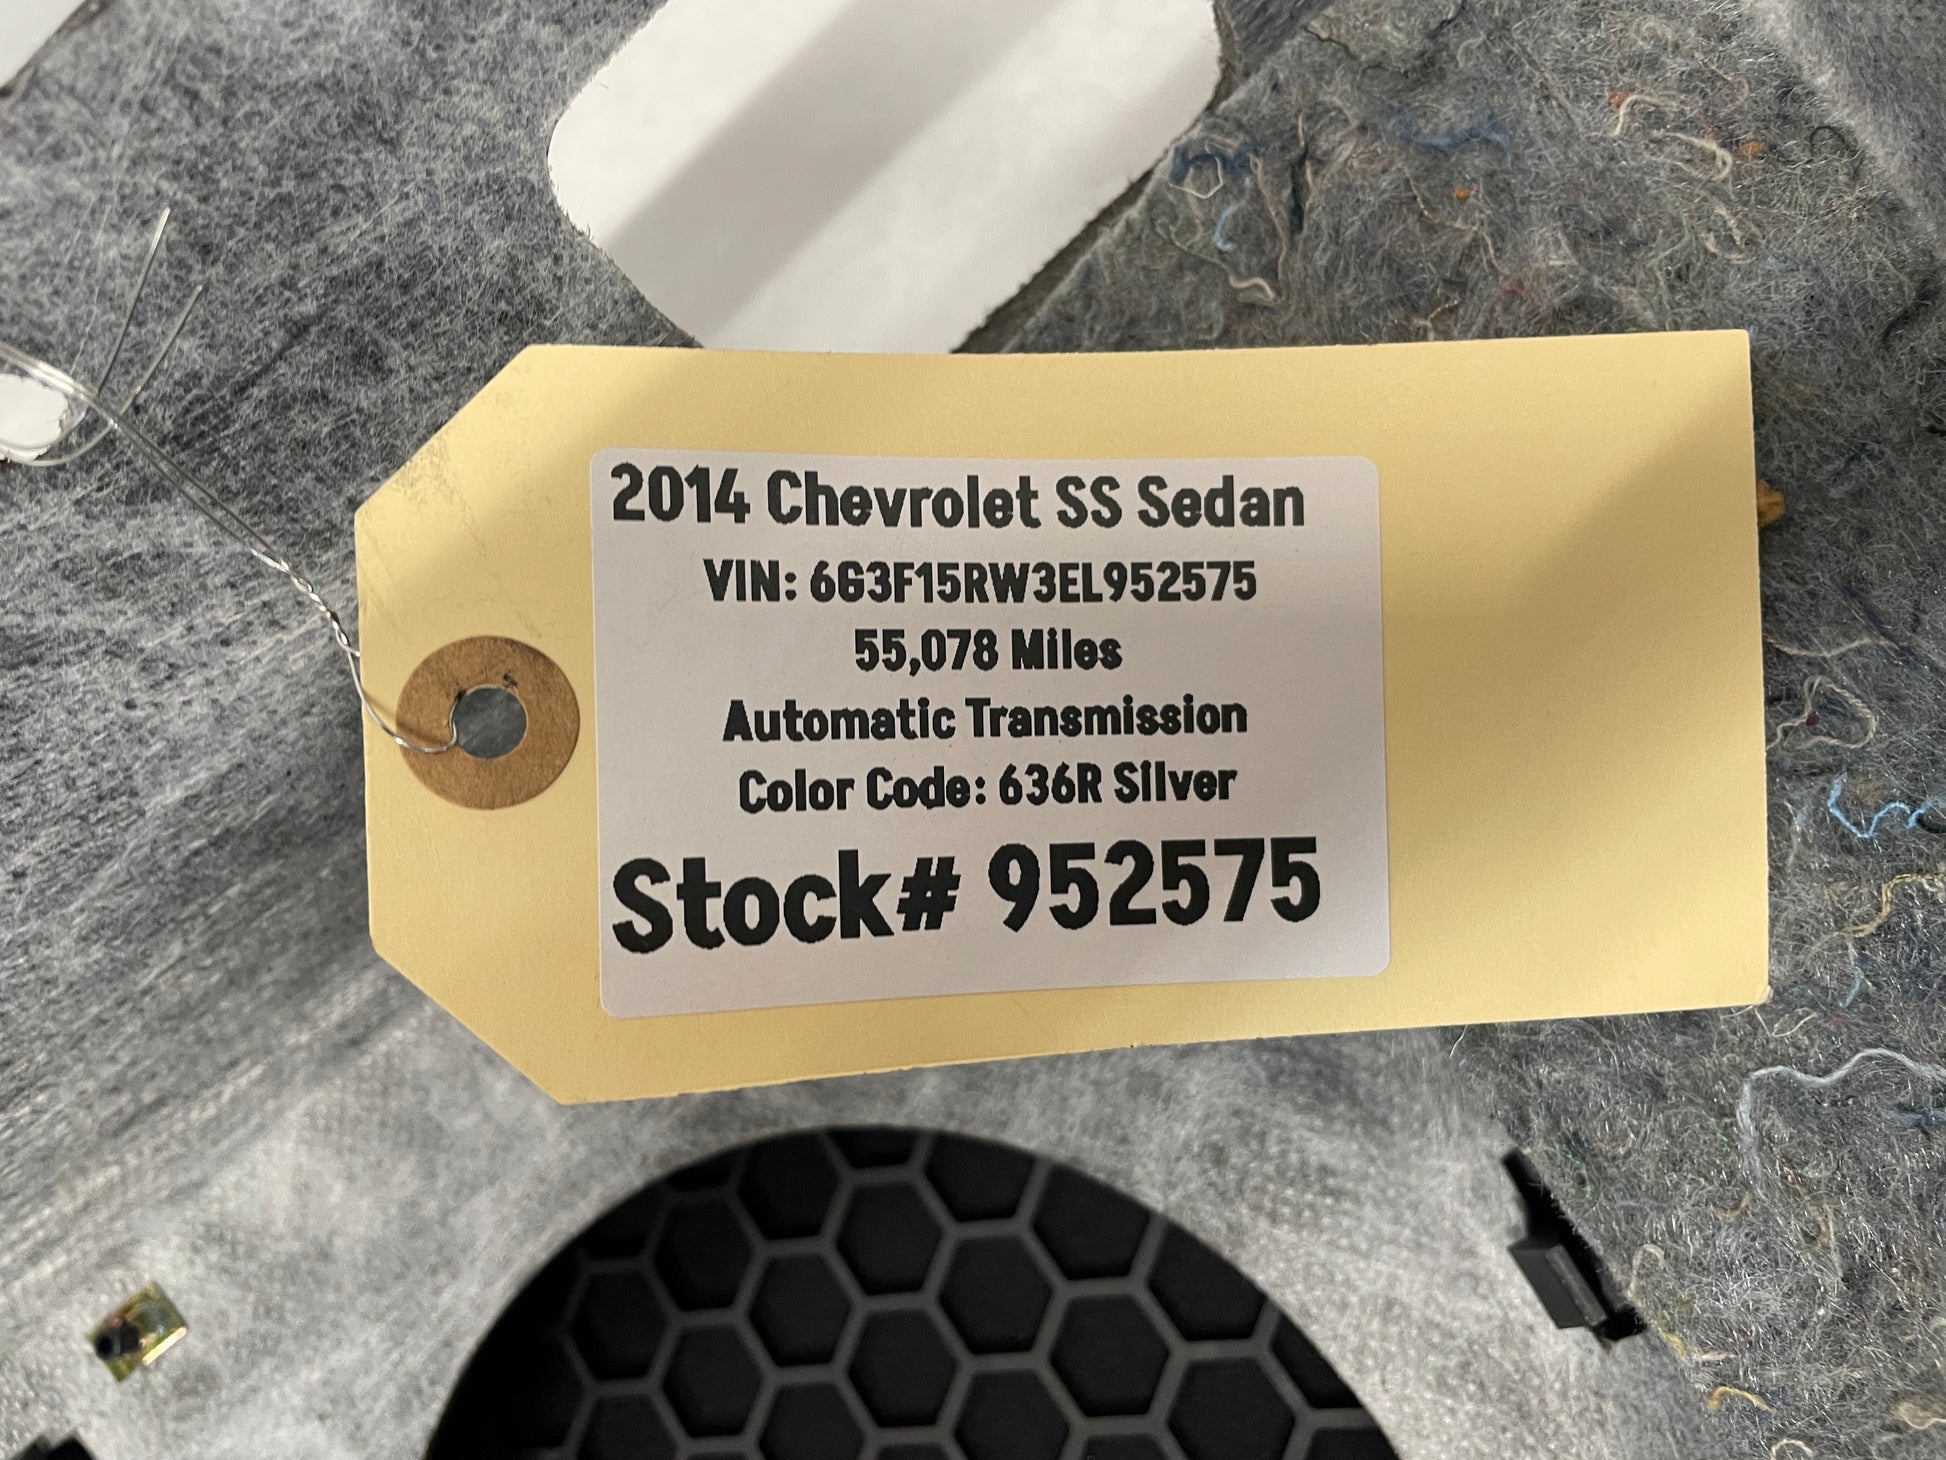 2014 Chevrolet SS Sedan
VIN: 6G3F15RW3EL952575
55,078 Miles
Automatic Transmission
Color Code: 636R Silver
Stock# 952575